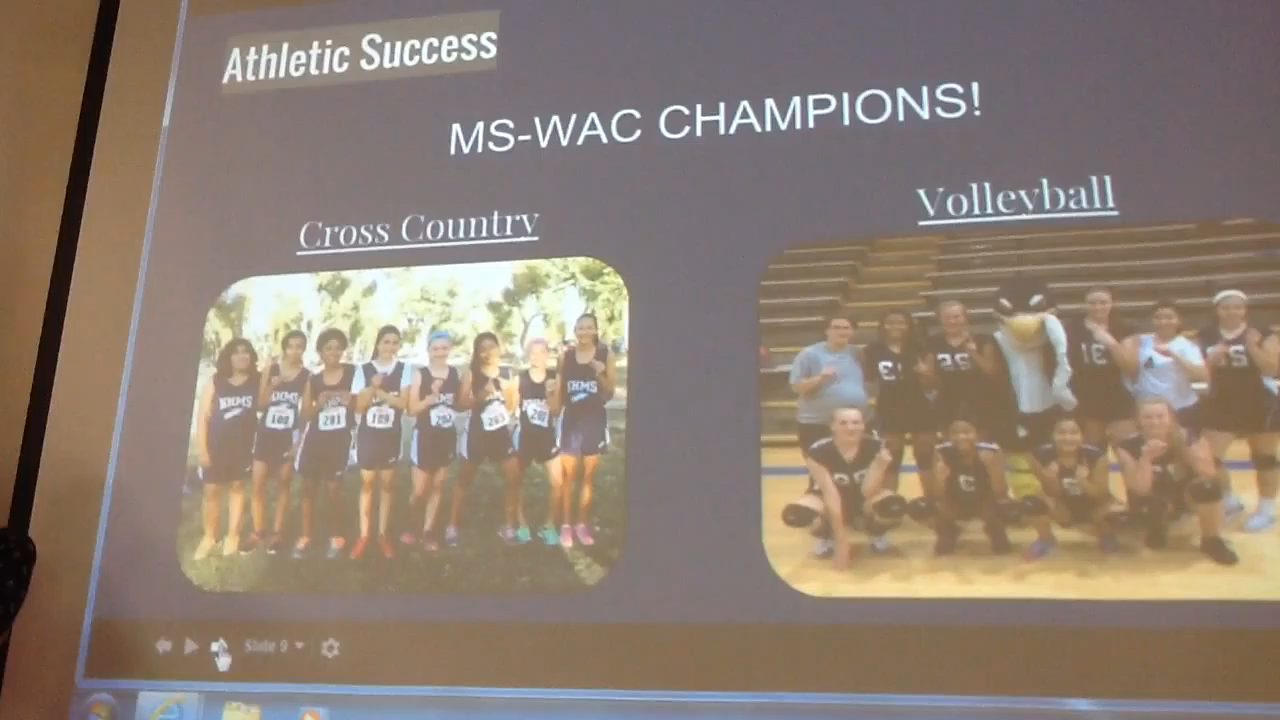 Athletic Success
MS-WAC CHAMPIONS!
Cross Country
Volleyball
Slide 9